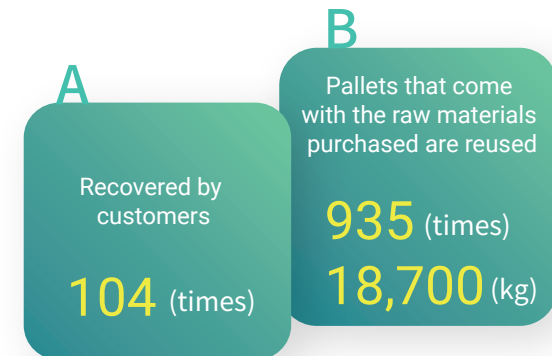 A
Recovered by
customers
104 (times)
B
Pallets that come
with the raw materials
purchased are reused
935 (times)
18,700 (kg)